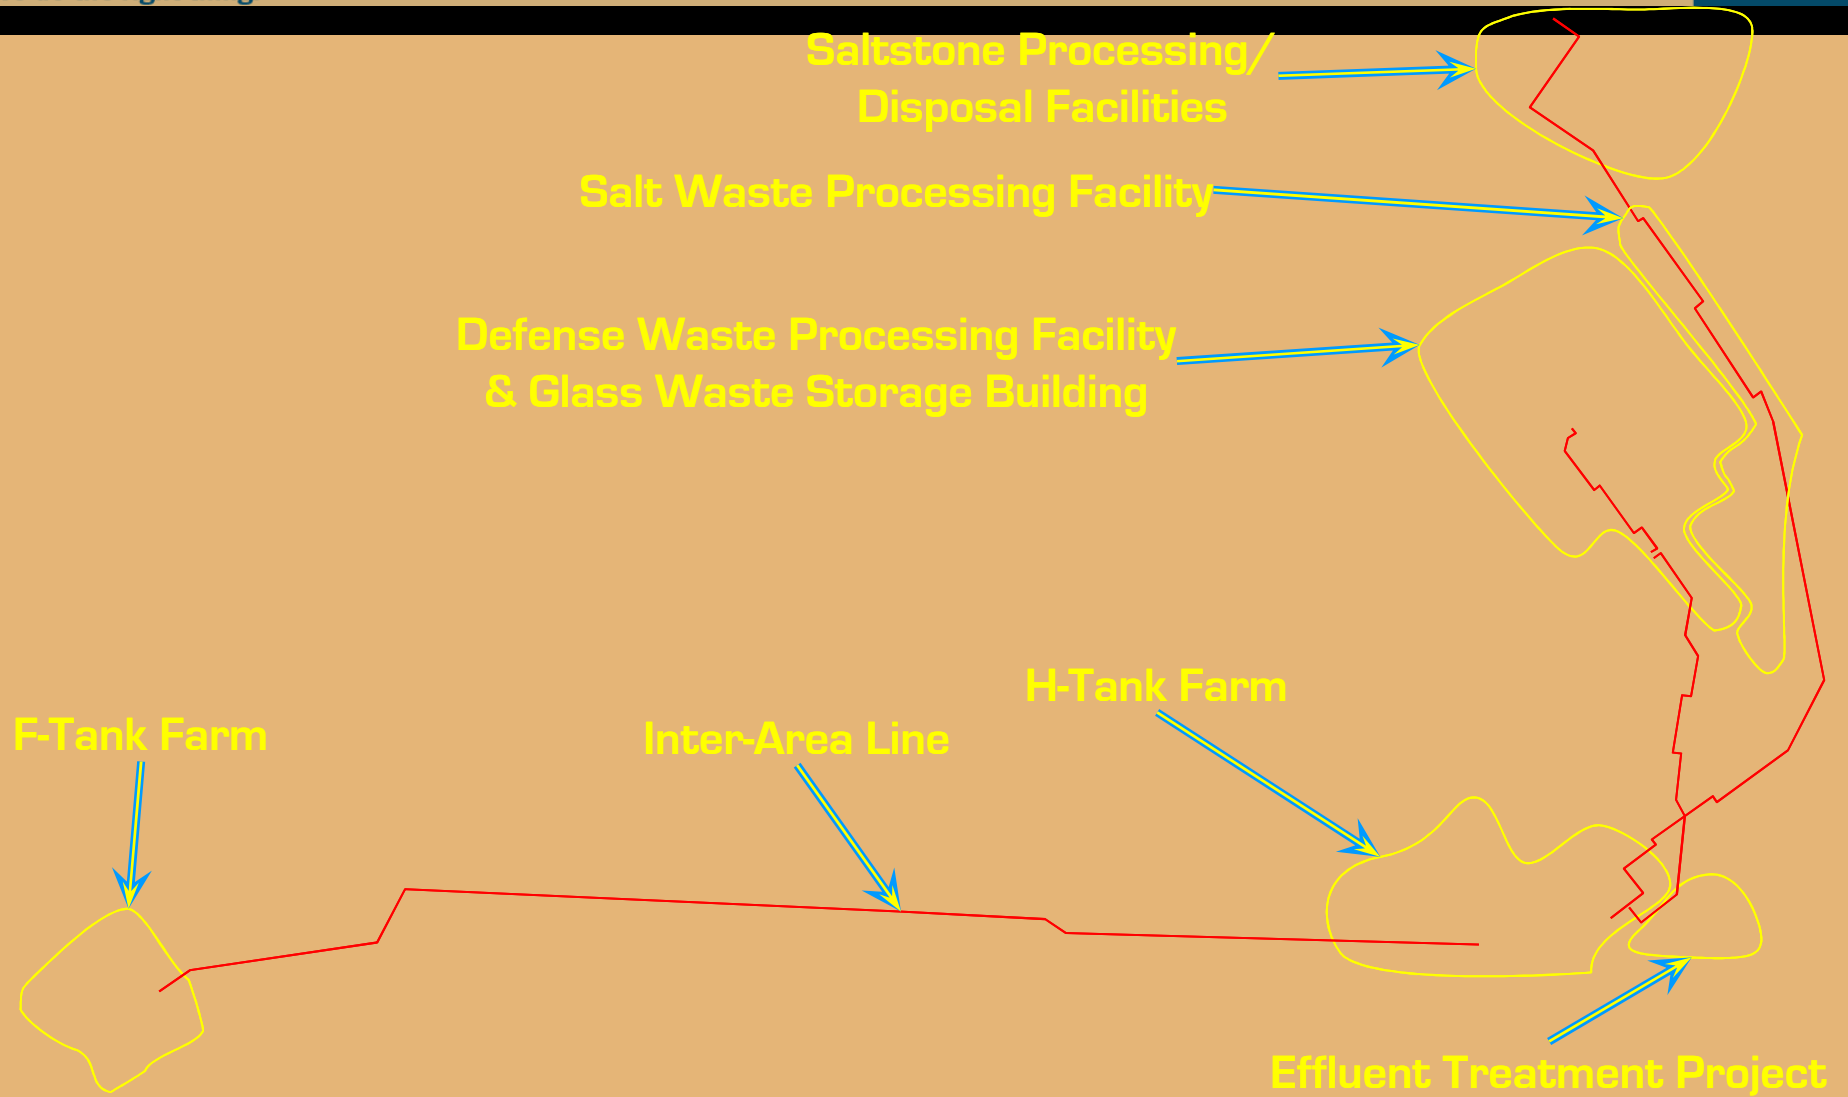 Saltstone Processing/
Disposal Facilities
Salt Waste Processing Facility
Defense Waste Processing Facility
& Glass Waste Storage Building
H-Tank Farm
F-Tank Farm
Inter-Area Line
Effluent Treatment Project